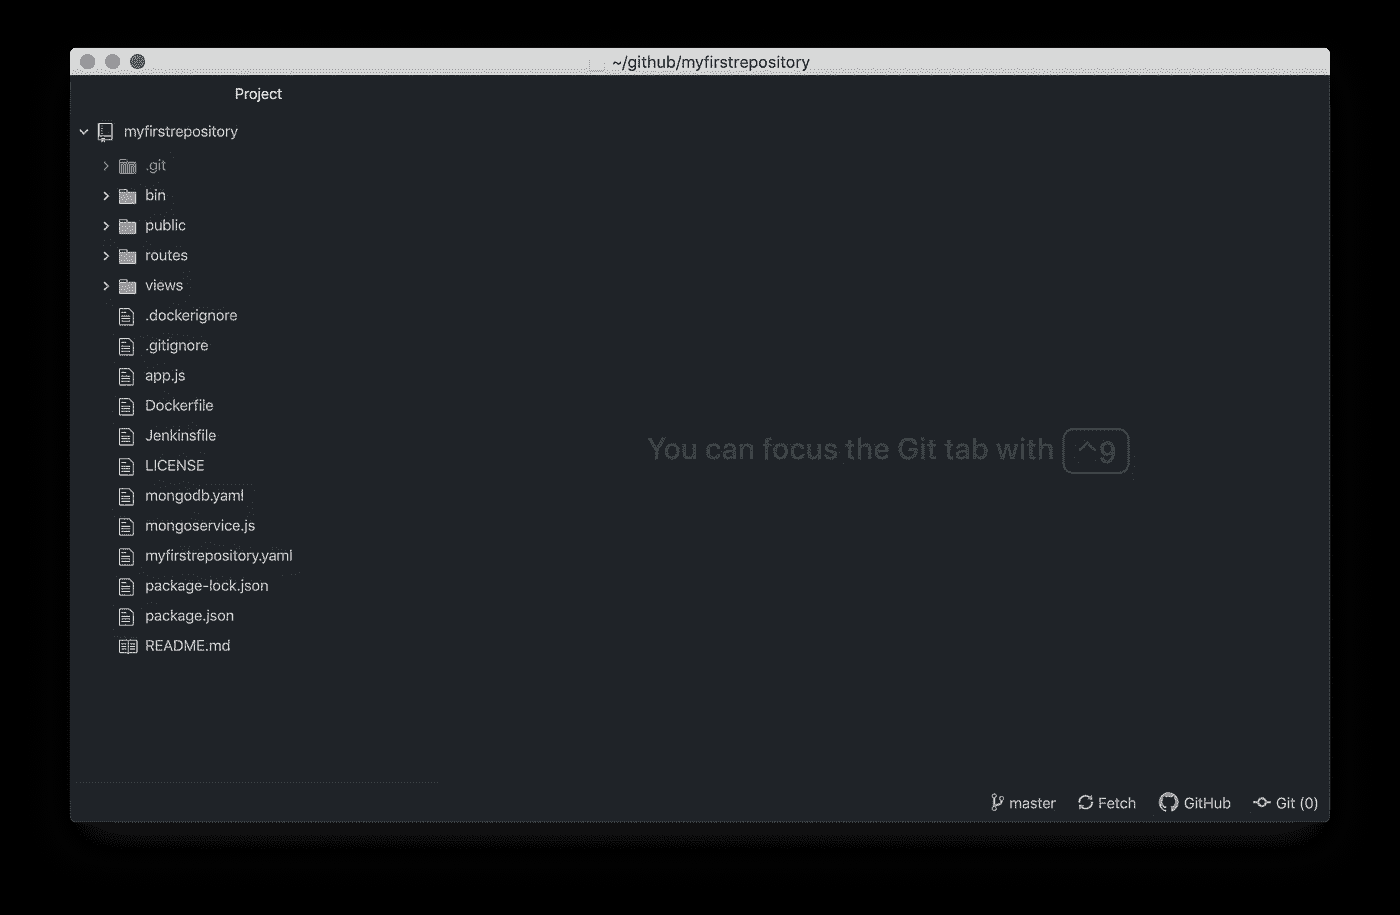 ~/github/myfirstrepository
Project
myfirstrepository
.git
bin
public
routes
views
.dockerignore
.gitignore
app.js
Dockerfile
Jenkinsfile
LICENSE
mongodb.yaml
mongoservice.js
myfirstrepository.yaml
package-lock.json
package.json
README.md
You can focus the Git tab with ^9
master Fetch GitHub Git (0)